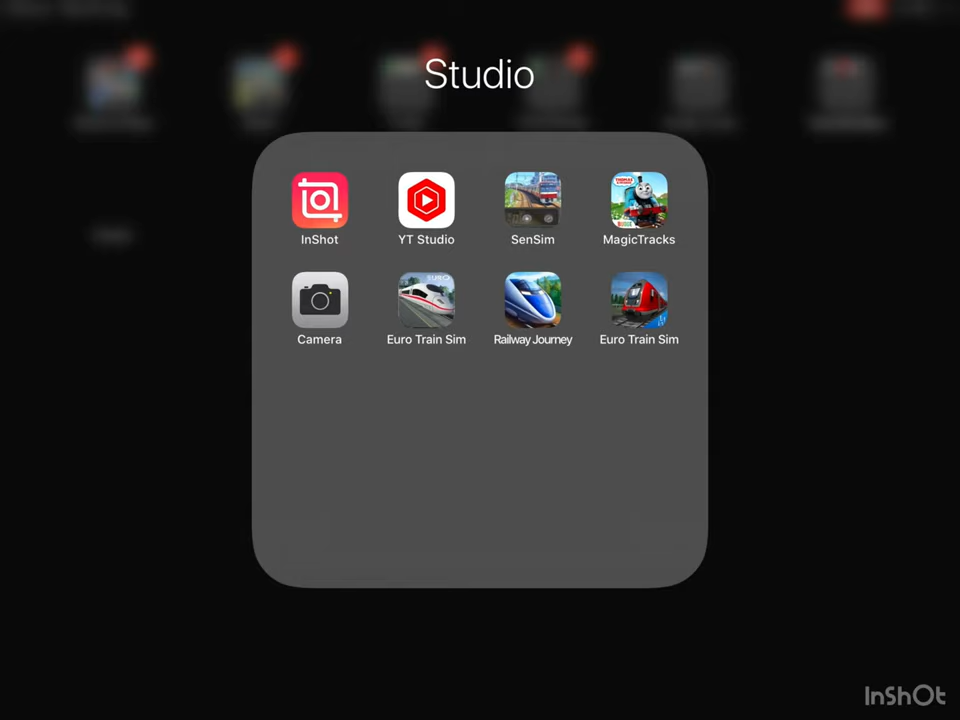 Studio
InShot YT Studio SenSim MagicTracks
Camera Euro Train Sim Railway Journey Euro Train Sim
InShOt